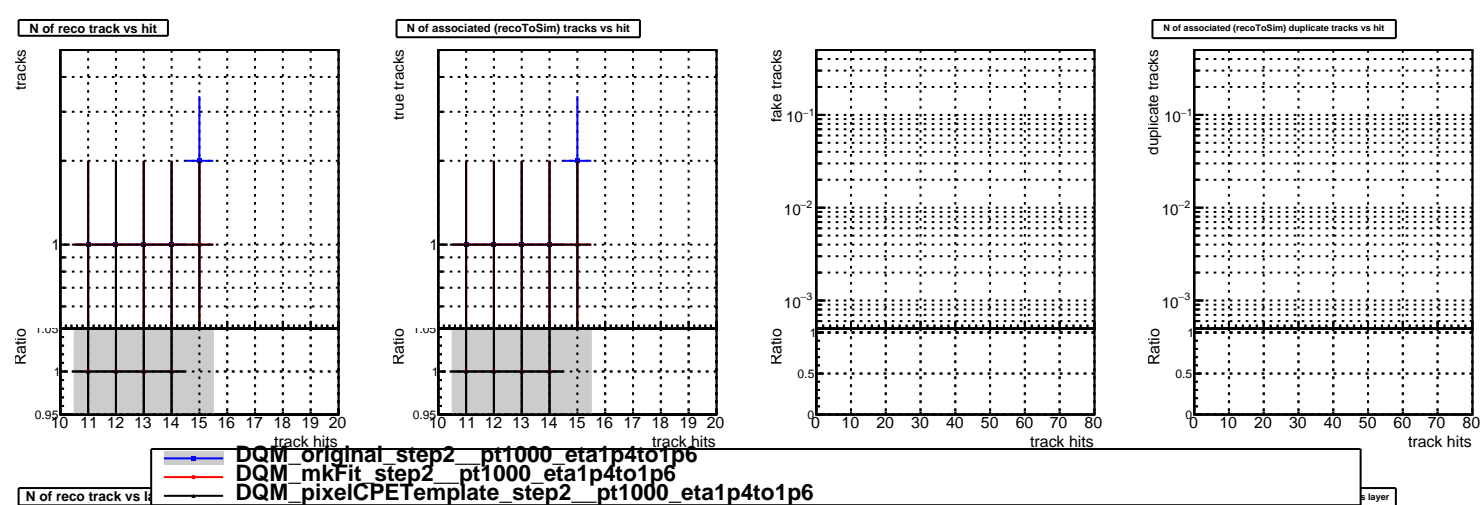 N of reco track vs hit
N of associated (recoToSim) tracks vs hit
N of associated (recoToSim) duplicate tracks vs hit
tracks
1
Ratio
1.05
1
0.95
10 11 12 13 14 15 16 17 18 19 20
track hits
true tracks
1
Ratio
1.05
1
0.95
10 11 12 13 14 15 16 17 18 19 20
track hits
fake tracks
10−1
10−2
10−3
Ratio
1
0.5
0
0 10 20 30 40 50 60 70 80
track hits
duplicate tracks
10−1
10−2
10−3
Ratio
1
0.5
0
0 10 20 30 40 50 60 70 80
track hits
DQM_original_step2__pt1000_eta1p4to1p6
DQM_mkFit_step2__pt1000_eta1p4to1p6
DQM_pixelCPETemplate_step2__pt1000_eta1p4to1p6
N of reco track vs
s layer